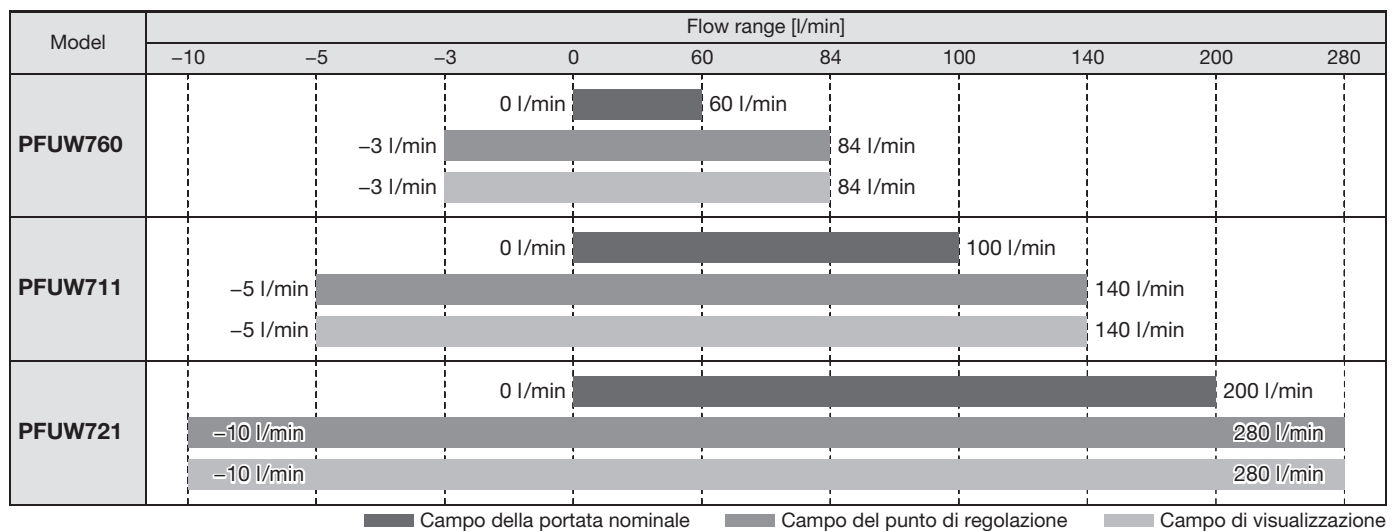 Model
Flow range [l/min]
−10 −5 −3 0 60 84 100 140 200 280
PFUW760
0 l/min 60 l/min
−3 l/min 84 l/min
−3 l/min 84 l/min
PFUW711
0 l/min 100 l/min
−5 l/min 140 l/min
−5 l/min 140 l/min
PFUW721
0 l/min 200 l/min
−10 l/min 280 l/min
−10 l/min 280 l/min
Campo della portata nominale Campo del punto di regolazione Campo di visualizzazione